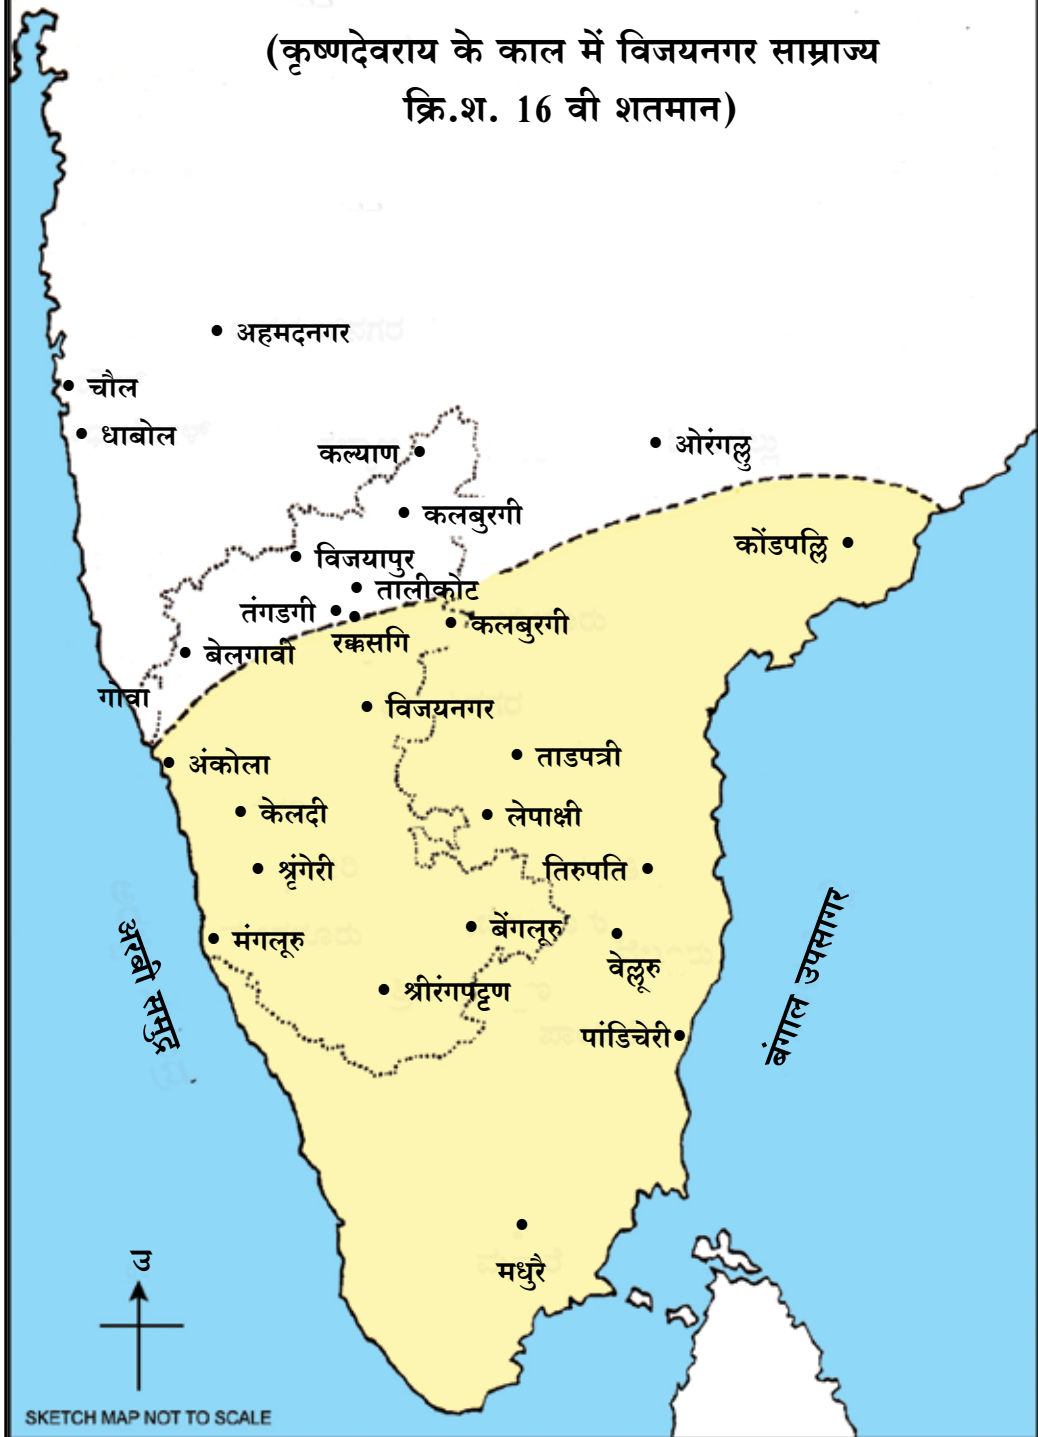 (कृष्णदेवराय के काल में विजयनगर साम्राज्य
क्रि.श. 16 वी शतमान)
अहमदनगर
चौल
धाबोल
कल्याण
ओरंगल्लु
कलबुरगी
कोंडपल्लि
विजयापुर
तालीकोट
तंगडगी
रक्कसगि
कलबुरगी
बेलगावी
गोवा
विजयनगर
अंकोला
ताडपत्री
केलदी
लेपाक्षी
श्रृंगेरी
तिरुपति
मंगलूरु
बेंगलूरु
वेल्लूरु
अरबी समुद्र
बंगाल उपसागर
श्रीरंगपट्टण
पांडिचेरी
मधुरै
SKETCH MAP NOT TO SCALE